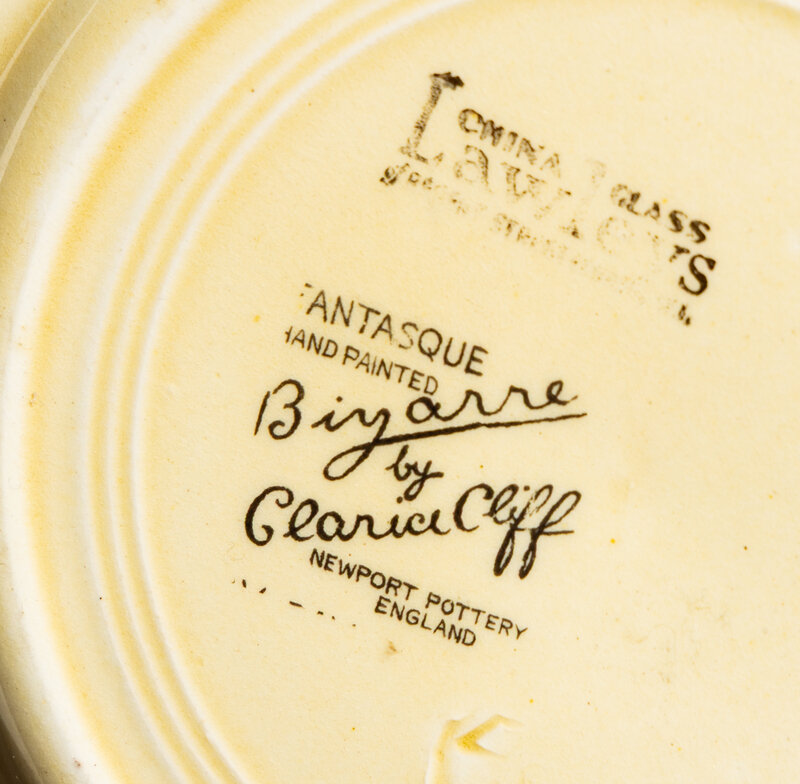 CHINA & GLASS
Lawleys
FANTASQUE
HAND PAINTED
Bizarre
by
Clarice Cliff
NEWPORT POTTERY
ENGLAND